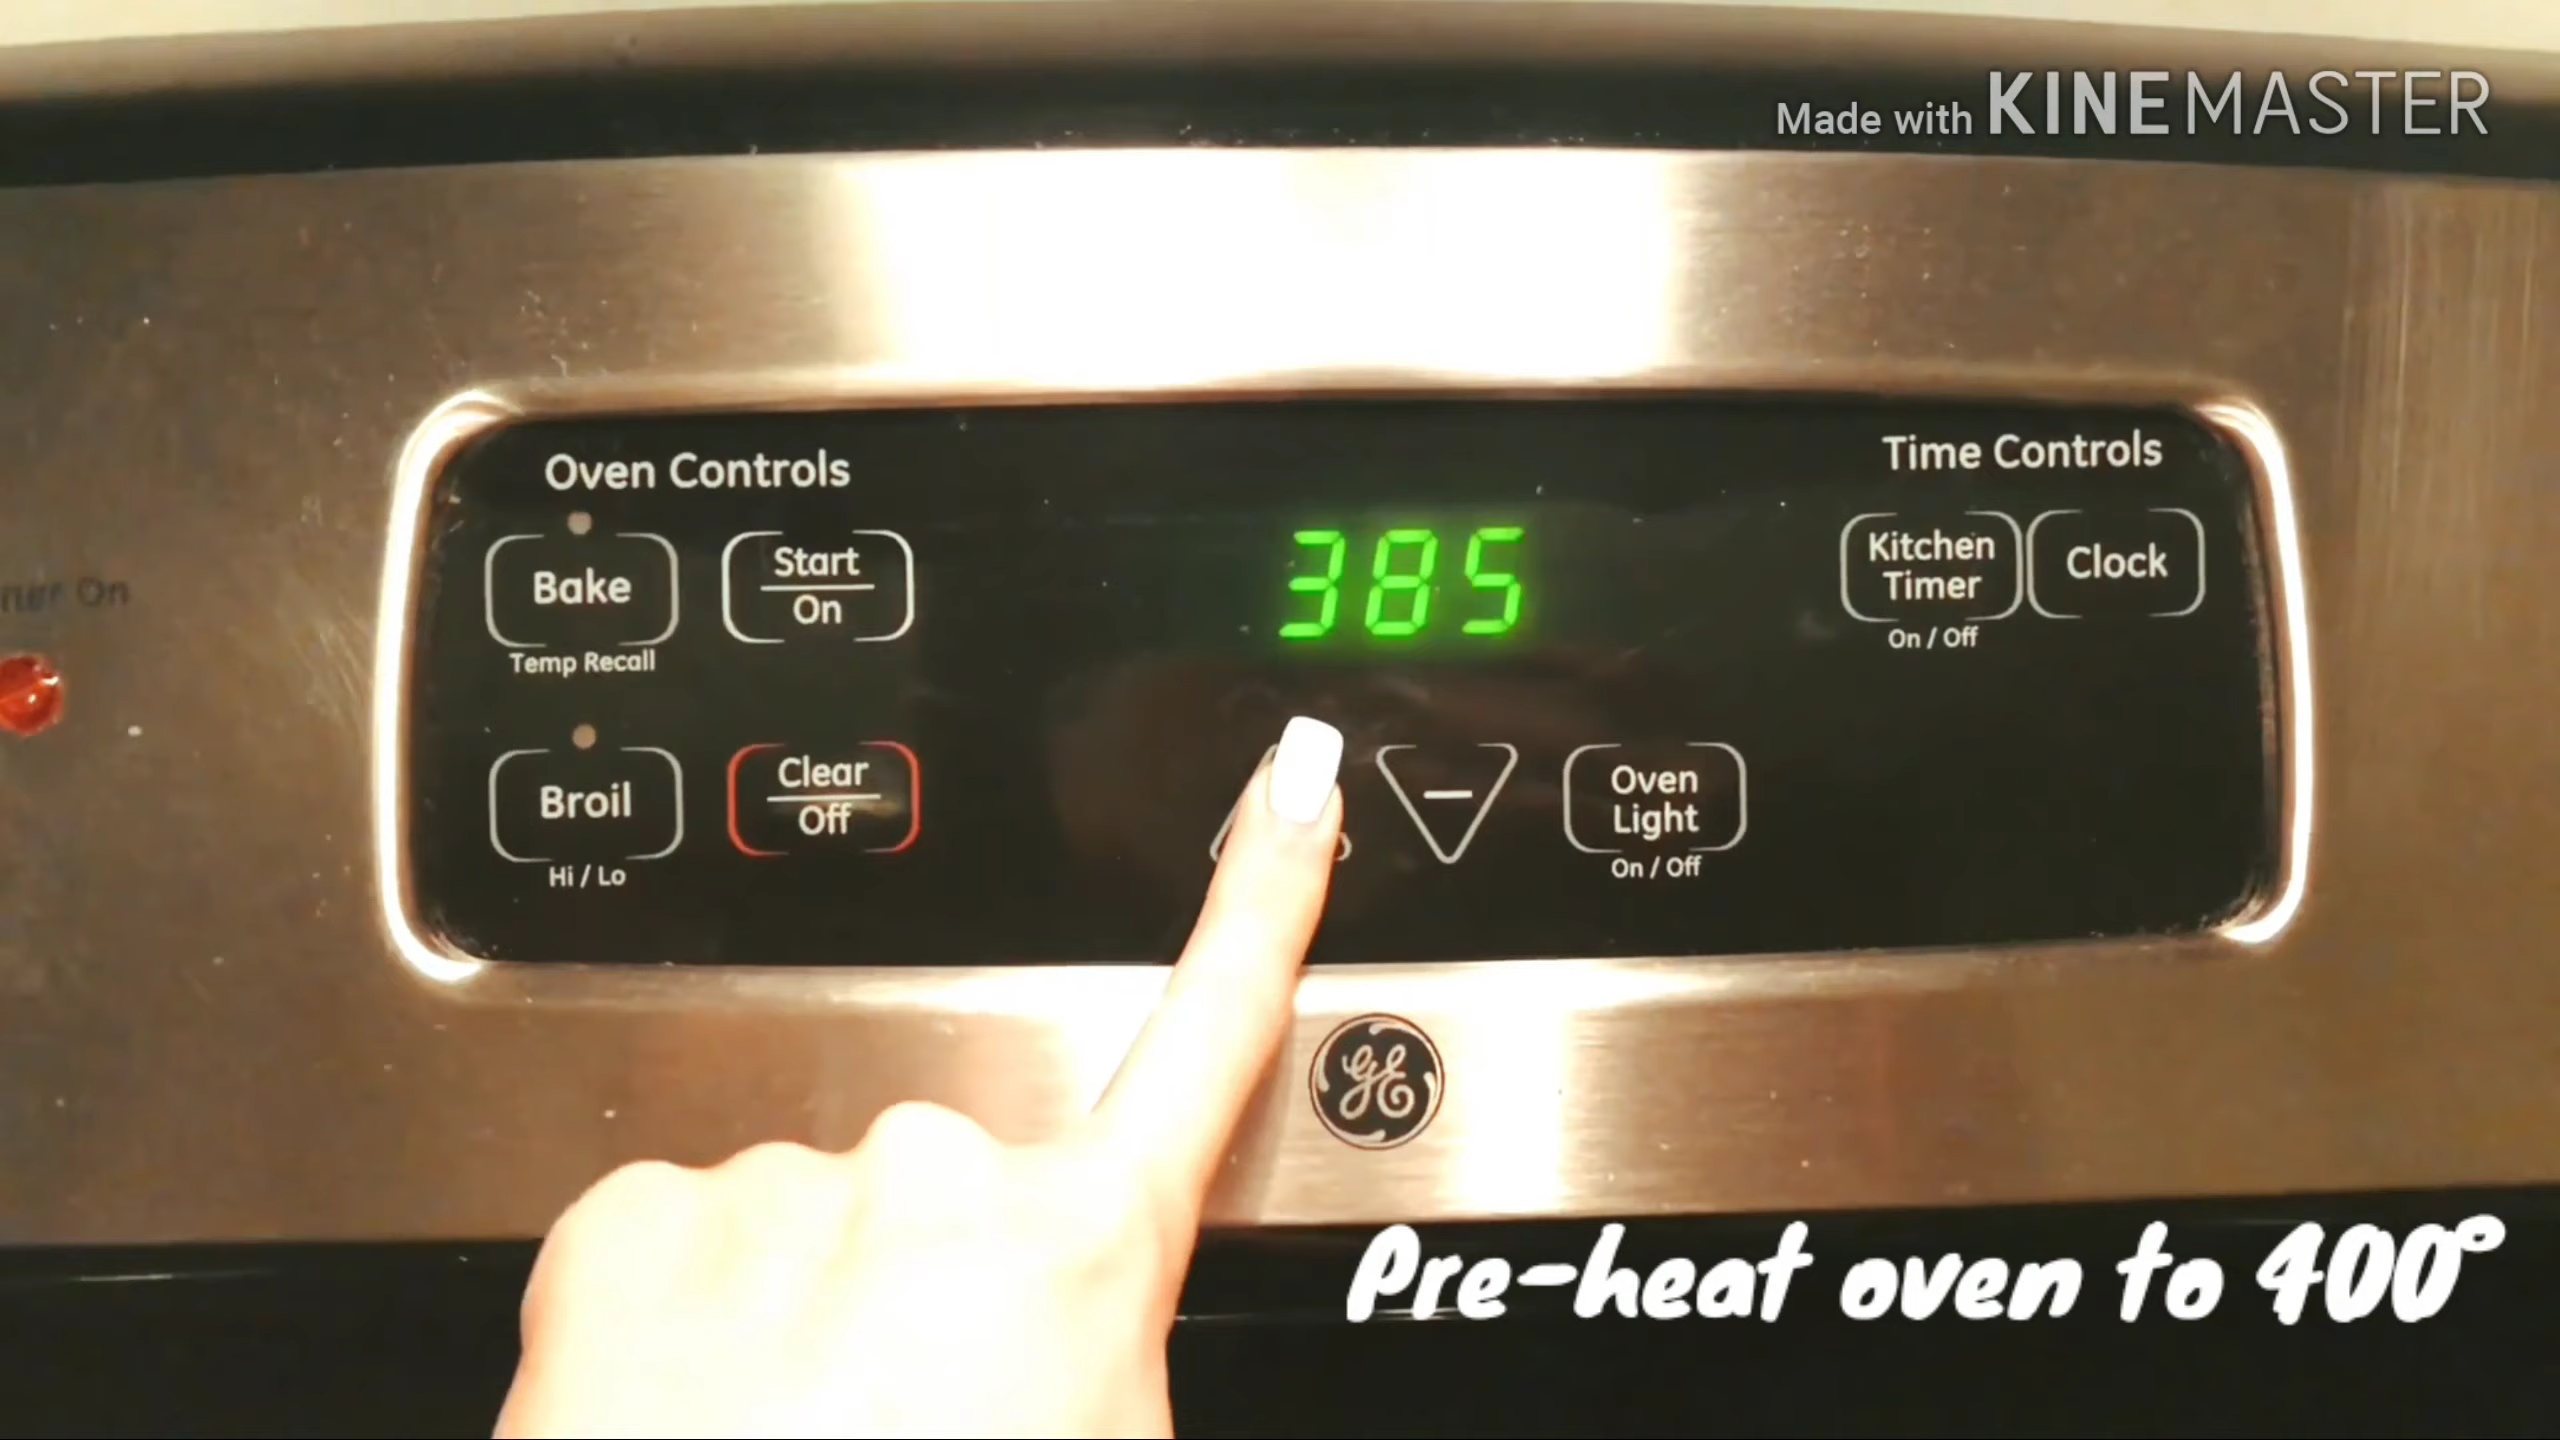 Made with KINEMASTER
Oven Controls
Time Controls
Bake
Start
On
385
Kitchen
Timer
Clock
On / Off
Temp Recall
Broil
Clear
Off
−
Oven
Light
On / Off
Hi / Lo
On
GE
Pre-heat oven to 400°